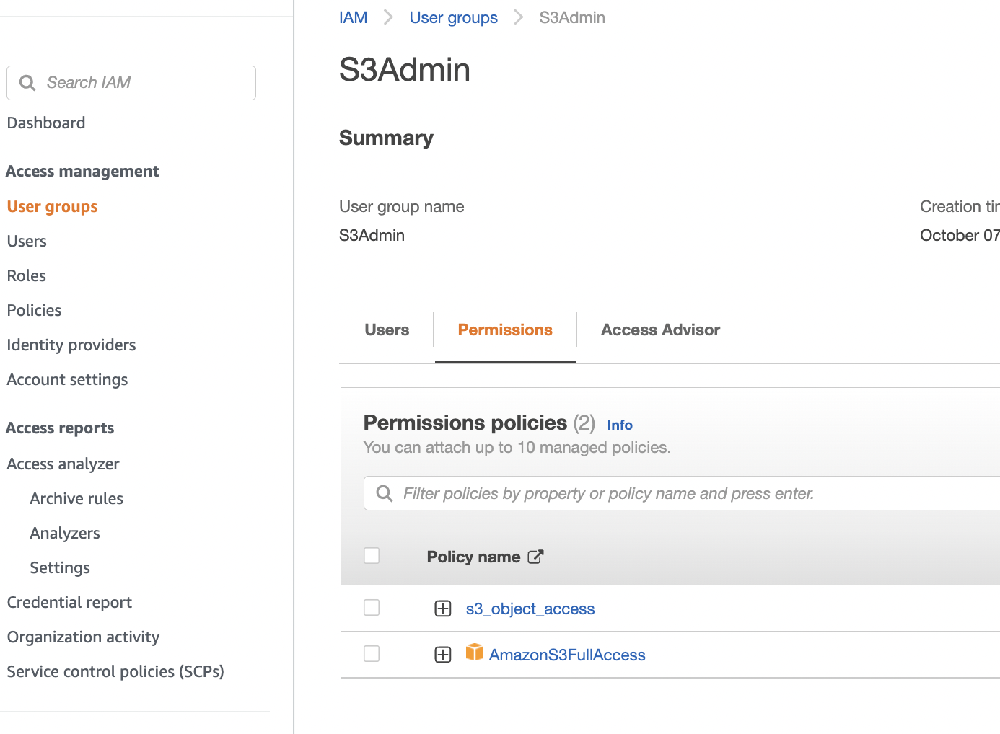 IAM > User groups > S3Admin
S3Admin
Search IAM
Dashboard
Access management
User groups
Users
Roles
Policies
Identity providers
Account settings
Access reports
Access analyzer
Archive rules
Analyzers
Settings
Credential report
Organization activity
Service control policies (SCPs)
Summary
User group name
S3Admin
Creation tir
October 07
Users
Permissions
Access Advisor
Permissions policies (2) Info
You can attach up to 10 managed policies.
Filter policies by property or policy name and press enter.
Policy name
s3_object_access
AmazonS3FullAccess